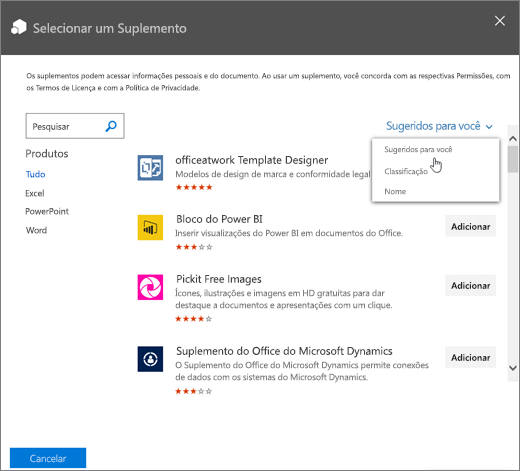 Selecionar um Suplemento
Os suplementos podem acessar informações pessoais e do documento. Ao usar um suplemento, você concorda com as respectivas Permissões, com
os Termos de Licença e com a Política de Privacidade.
Pesquisar
Sugeridos para você
Sugeridos para você
Classificação
Nome
Produtos
Tudo
Excel
PowerPoint
Word
officeatwork Template Designer
Modelos de design de marca e conformidade legal
Bloco do Power BI
Inserir visualizações do Power BI em documentos do Office.
Adicionar
Pickit Free Images
Ícones, ilustrações e imagens em HD gratuitas para dar
destaque a documentos e apresentações com um clique.
Adicionar
Suplemento do Office do Microsoft Dynamics
O Suplemento do Office do Microsoft Dynamics permite conexões
de dados com os sistemas do Microsoft Dynamics.
Adicionar
Cancelar